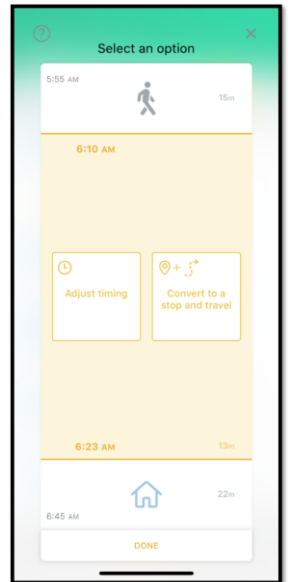 ?
Select an option
5:55 AM
15m
6:10 AM
Adjust timing
+
Convert to a
stop and travel
6:23 AM
13m
22m
6:45 AM
DONE